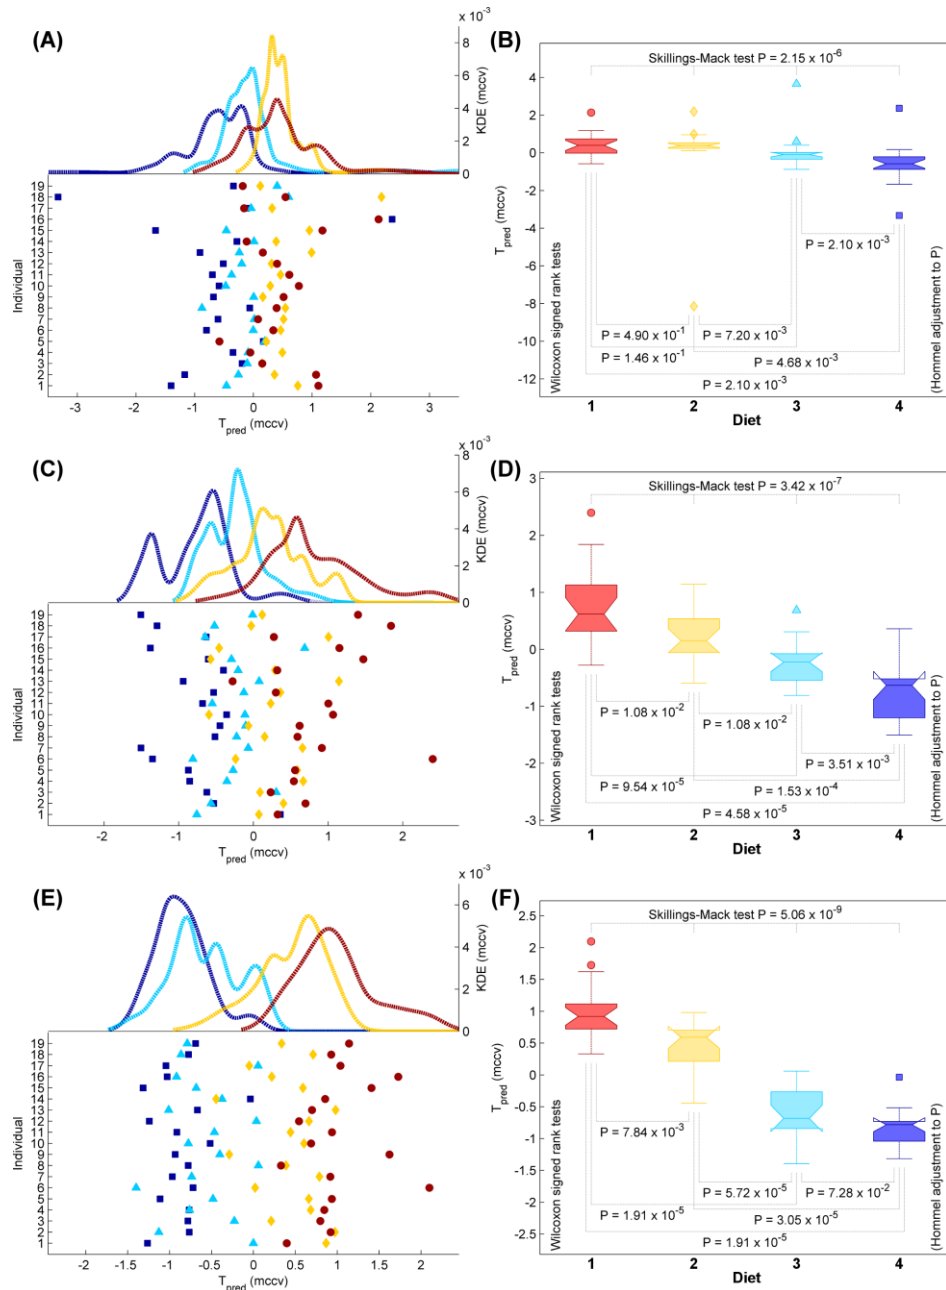 (A)
x 10⁻³
8
6
4
2
0
KDE (mccv)
19
18
17
16
15
14
13
12
11
10
9
8
7
6
5
4
3
2
1
Individual
-3 -2 -1 0 1 2 3
T_pred (mccv)
(B)
Skillings-Mack test P = 2.15 x 10⁻⁶
4
2
0
-2
-4
-6
-8
-10
-12
T_pred (mccv)
Wilcoxon signed rank tests
(Hommel adjustment to P)
P = 2.10 x 10⁻³
P = 4.90 x 10⁻¹
P = 7.20 x 10⁻³
P = 1.46 x 10⁻¹
P = 4.68 x 10⁻³
P = 2.10 x 10⁻³
1 2 3 4
Diet
(C)
x 10⁻³
8
6
4
2
0
KDE (mccv)
19
18
17
16
15
14
13
12
11
10
9
8
7
6
5
4
3
2
1
Individual
-2 -1 0 1 2
T_pred (mccv)
(D)
Skillings-Mack test P = 3.42 x 10⁻⁷
2
1
0
-1
-2
-3
T_pred (mccv)
Wilcoxon signed rank tests
(Hommel adjustment to P)
P = 1.08 x 10⁻²
P = 1.08 x 10⁻²
P = 3.51 x 10⁻³
P = 9.54 x 10⁻⁵
P = 1.53 x 10⁻⁴
P = 4.58 x 10⁻⁵
1 2 3 4
Diet
(E)
x 10⁻³
6
4
2
0
KDE (mccv)
19
18
17
16
15
14
13
12
11
10
9
8
7
6
5
4
3
2
1
Individual
-2 -1.5 -1 -0.5 0 0.5 1 1.5 2
T_pred (mccv)
(F)
Skillings-Mack test P = 5.06 x 10⁻⁹
2.5
2
1.5
1
0.5
0
-0.5
-1
-1.5
-2
-2.5
T_pred (mccv)
Wilcoxon signed rank tests
(Hommel adjustment to P)
P = 7.84 x 10⁻³
P = 5.72 x 10⁻⁵
P = 7.28 x 10⁻²
P = 1.91 x 10⁻⁵
P = 3.05 x 10⁻⁵
P = 1.91 x 10⁻⁵
1 2 3 4
Diet